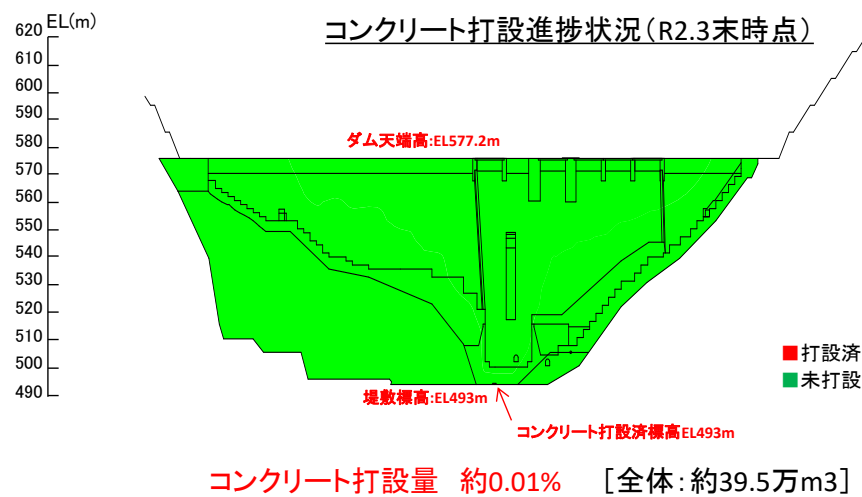 EL(m)
コンクリート打設進捗状況(R2.3末時点)
620
610
600
590
580
570
560
550
540
530
520
510
500
490
ダム天端高:EL577.2m
打設済
未打設
堤敷標高:EL493m
コンクリート打設済標高EL493m
コンクリート打設量 約0.01% [全体:約39.5万m3]